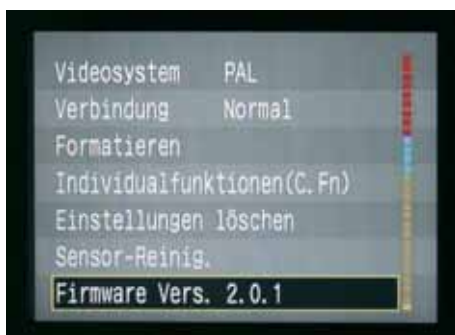 Videosystem PAL
Verbindung Normal
Formatieren
Individualfunktionen(C.Fn)
Einstellungen löschen
Sensor-Reinig.
Firmware Vers. 2.0.1